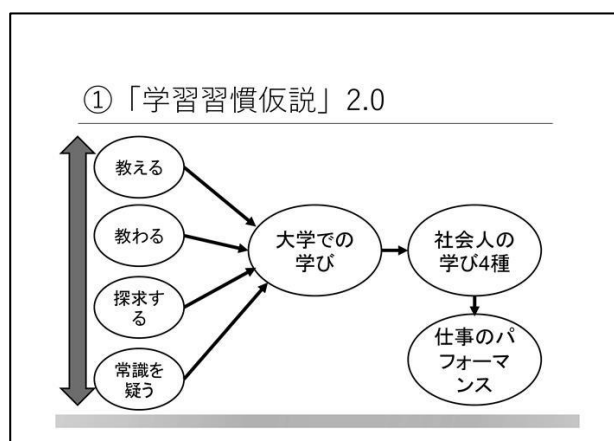 ①「学習習慣仮説」2.0
教える
教わる
探求す
る
常識を
疑う
大学での
学び
社会人の
学び4種
仕事のパ
フォーマ
ンス